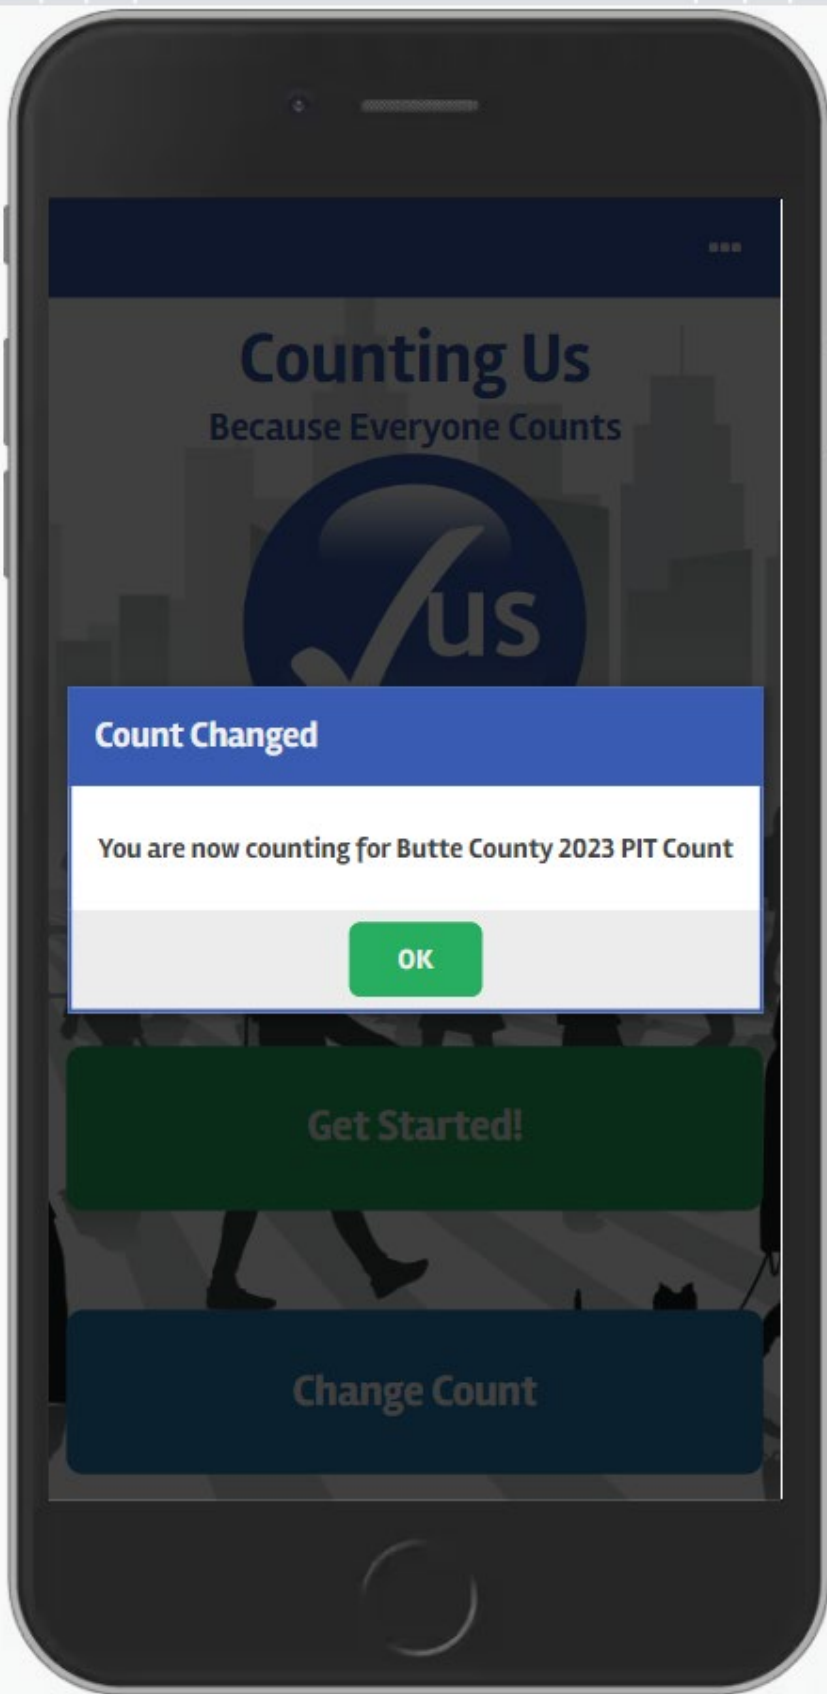 Counting Us
Because Everyone Counts
us
Count Changed
You are now counting for Butte County 2023 PIT Count
OK
Get Started!
Change Count